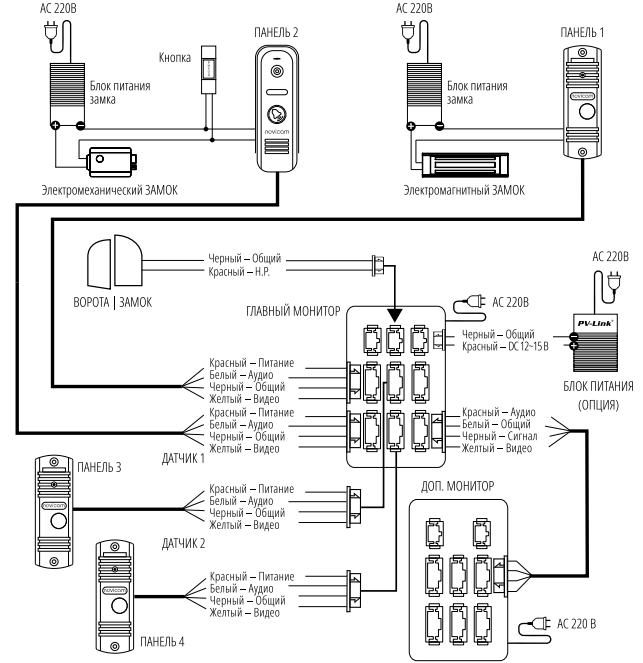 AC 220В
ПАНЕЛЬ 2
Кнопка
Блок питания
замка
novicam
Электромеханический ЗАМОК
AC 220В
ПАНЕЛЬ 1
Блок питания
замка
novicam
Электромагнитный ЗАМОК
Черный – Общий
Красный – Н.Р.
ВОРОТА | ЗАМОК
ГЛАВНЫЙ МОНИТОР
AC 220В
AC 220В
Черный – Общий
Красный – DC 12~15 В
PV-Link
БЛОК ПИТАНИЯ
(ОПЦИЯ)
Красный – Питание
Белый – Аудио
Черный – Общий
Желтый – Видео
Красный – Питание
Белый – Аудио
Черный – Общий
Желтый – Видео
ДАТЧИК 1
Красный – Аудио
Белый – Общий
Черный – Сигнал
Желтый – Видео
ПАНЕЛЬ 3
novicam
Красный – Питание
Белый – Аудио
Черный – Общий
Желтый – Видео
ДАТЧИК 2
ДОП. МОНИТОР
novicam
Красный – Питание
Белый – Аудио
Черный – Общий
Желтый – Видео
ПАНЕЛЬ 4
AC 220 В